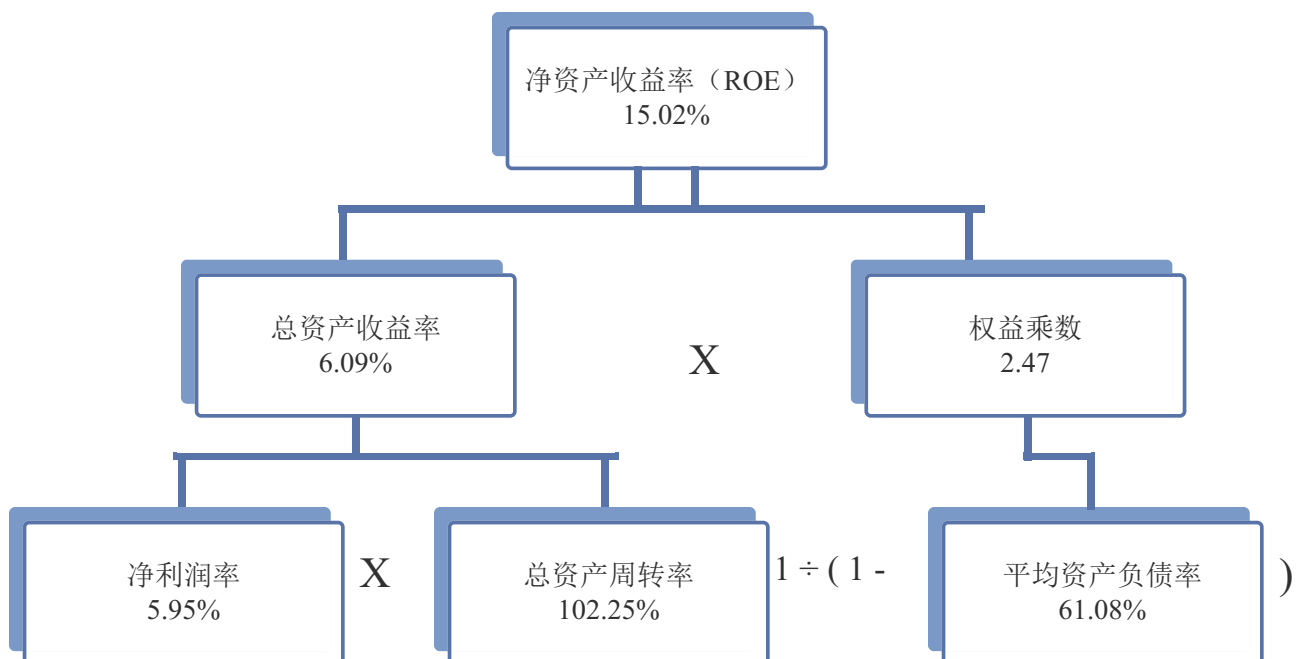 净资产收益率（ROE）
15.02%
总资产收益率
6.09%
X
权益乘数
2.47
净利润率
5.95%
X
总资产周转率
102.25%
1 ÷ ( 1 -
平均资产负债率
61.08%
)